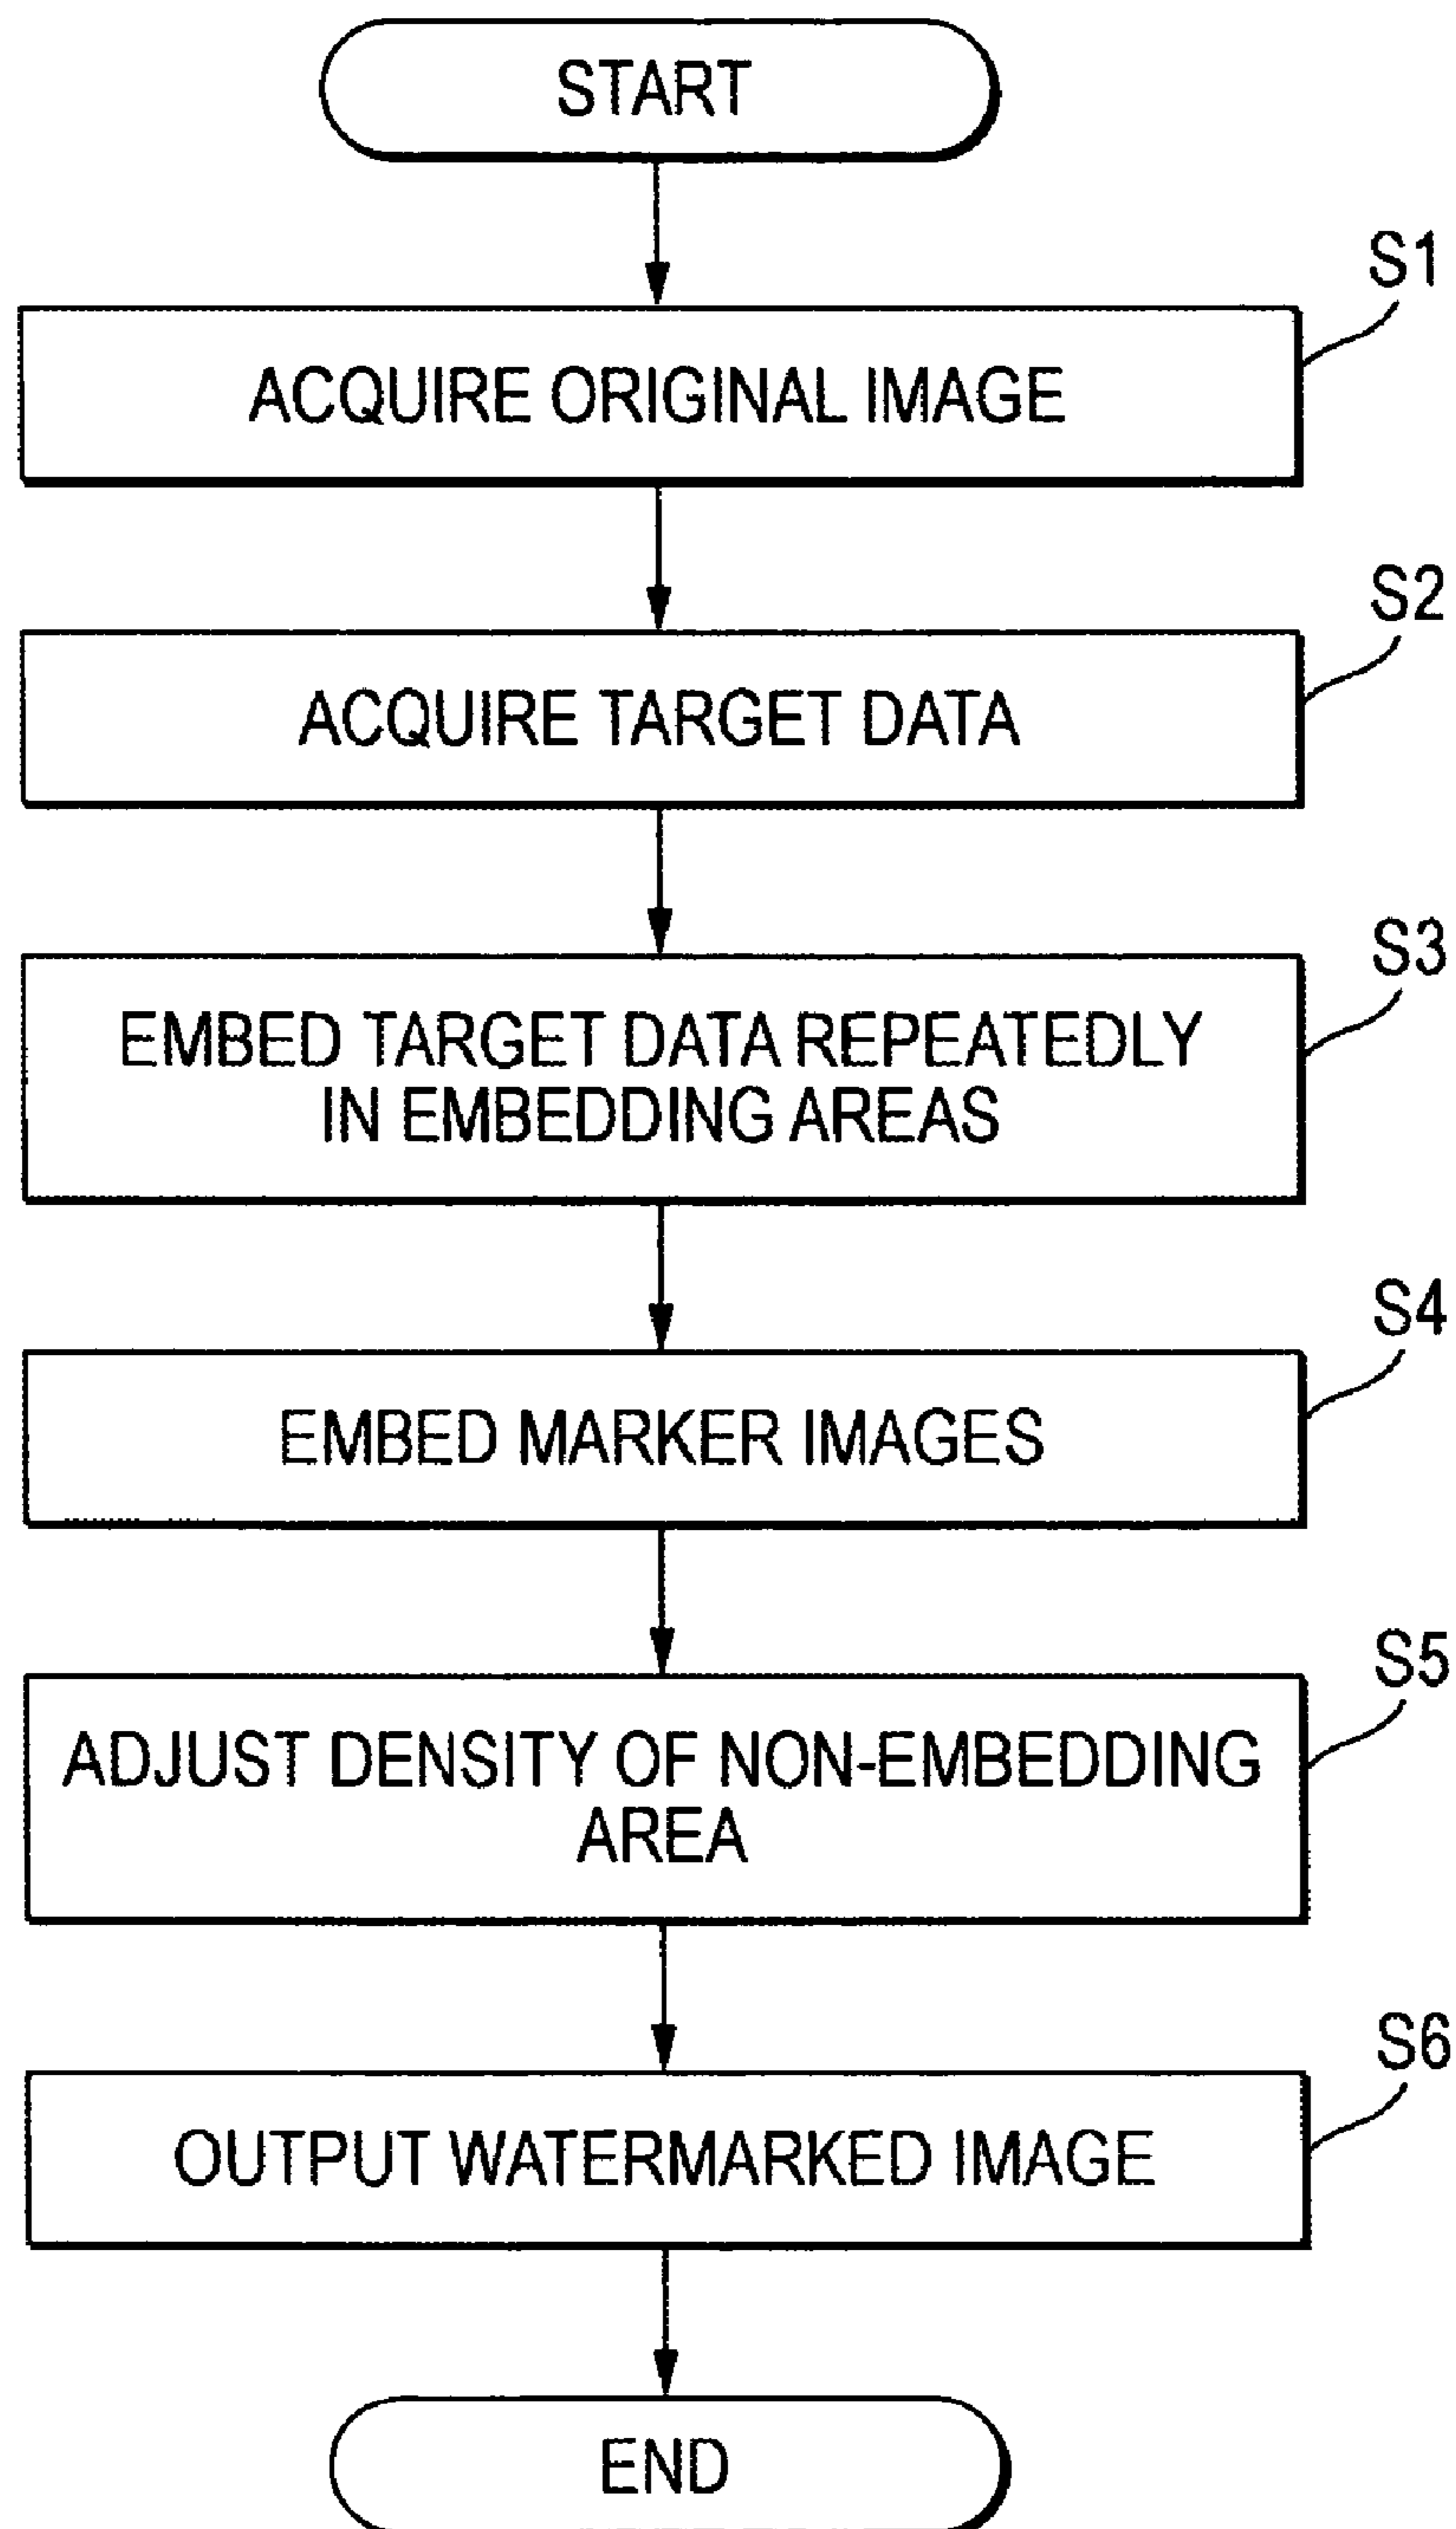 START
S1
ACQUIRE ORIGINAL IMAGE
S2
ACQUIRE TARGET DATA
S3
EMBED TARGET DATA REPEATEDLY
IN EMBEDDING AREAS
S4
EMBED MARKER IMAGES
S5
ADJUST DENSITY OF NON-EMBEDDING
AREA
S6
OUTPUT WATERMARKED IMAGE
END